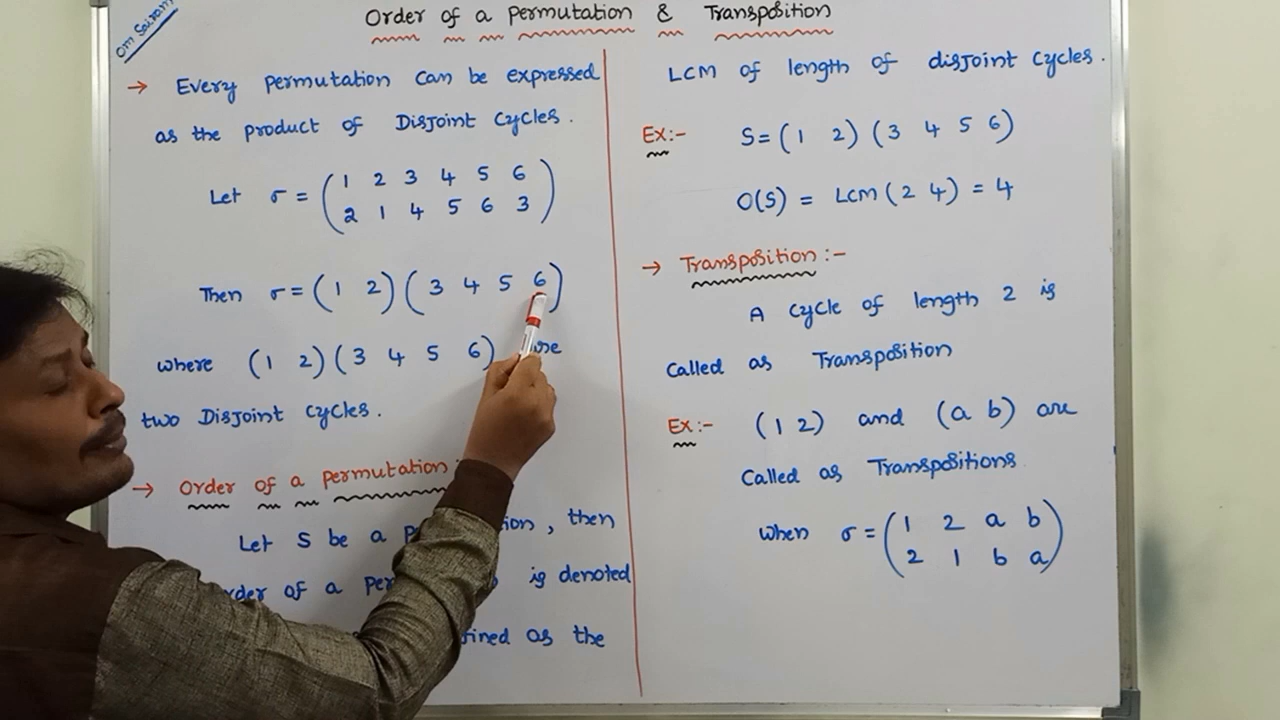 Om Sairam
Order of a Permutation & Transposition
→ Every permutation can be expressed
as the product of Disjoint Cycles.
Let σ = (1 2 3 4 5 6
2 1 4 5 6 3)
Then σ = (1 2)(3 4 5 6)
where (1 2)(3 4 5 6)
two Disjoint cycles.
→ Order of a permutation:
Let S be a , then
of a is denoted
as the
LCM of length of disjoint cycles.
Ex:- S = (1 2) (3 4 5 6)
O(S) = LCM (2 4) = 4
→ Transposition :-
A cycle of length 2 is
Called as Transposition
Ex:- (1 2) and (a b) are
Called as Transpositions
When σ = (1 2 a b
2 1 b a)